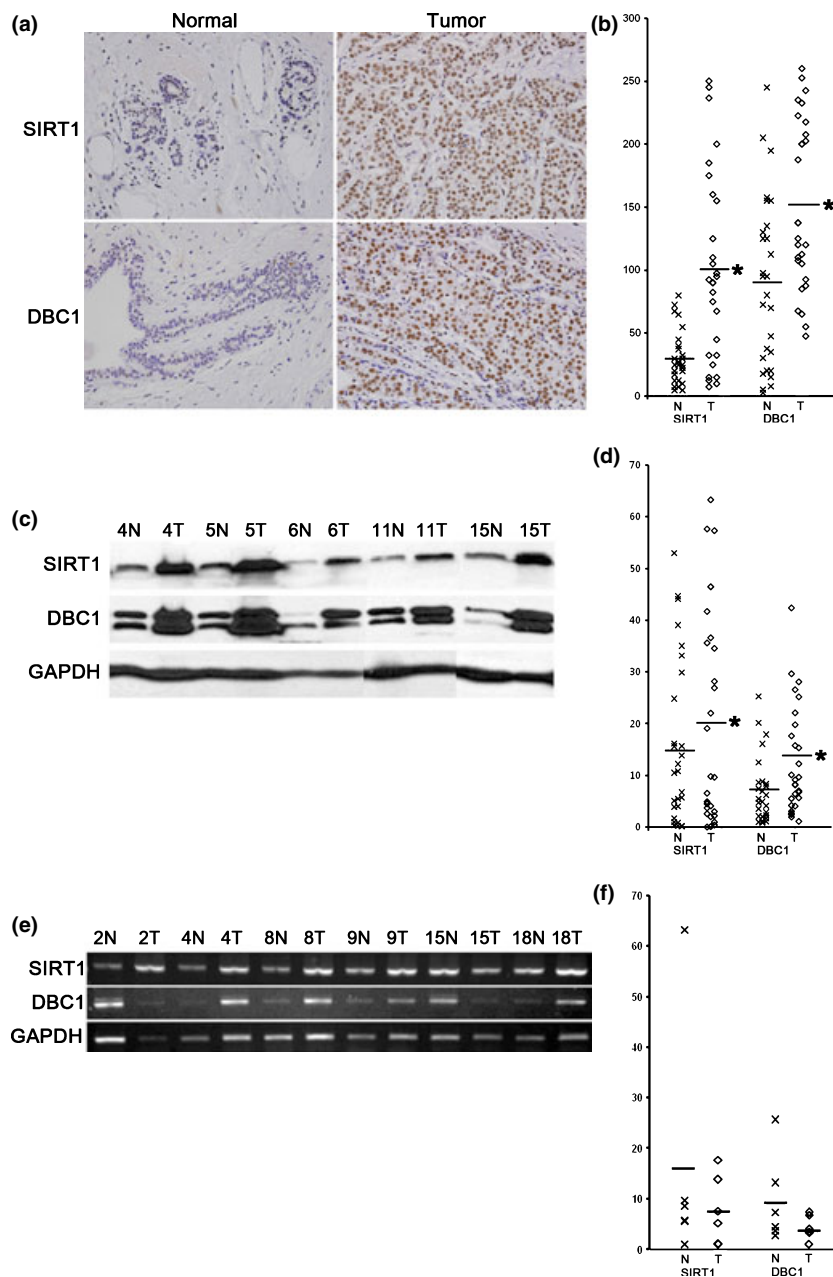 (a)
Normal Tumor
SIRT1
DBC1
(b)
300
250
200
150
100
50
0
*
*
N T N T
SIRT1 DBC1
(c)
4N 4T 5N 5T 6N 6T 11N 11T 15N 15T
SIRT1
DBC1
GAPDH
(d)
70
60
50
40
30
20
10
0
*
*
N T N T
SIRT1 DBC1
(e)
2N 2T 4N 4T 8N 8T 9N 9T 15N 15T 18N 18T
SIRT1
DBC1
GAPDH
(f)
70
60
50
40
30
20
10
0
N T N T
SIRT1 DBC1